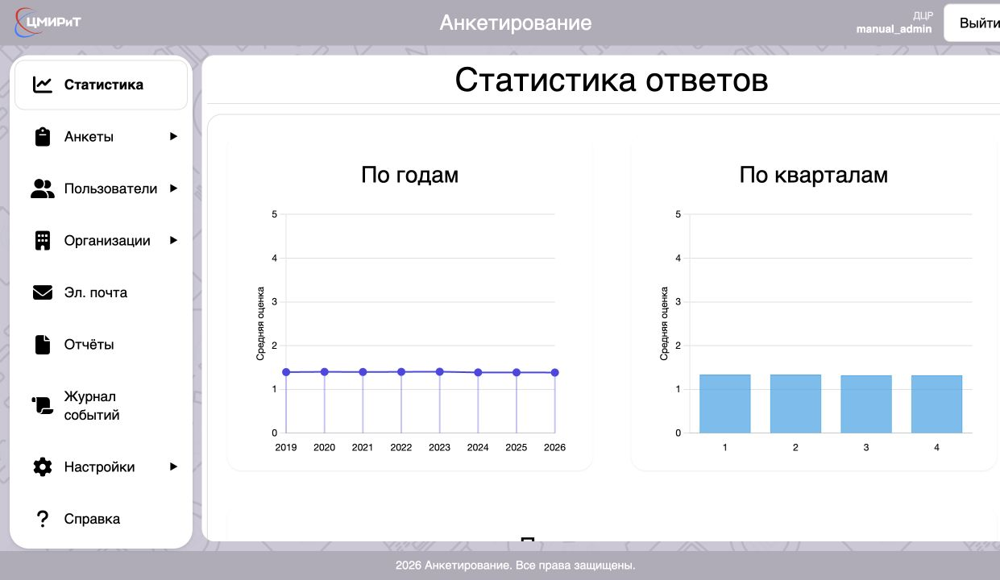 ЦМИРиТ
Анкетирование
ДЦР
manual_admin
Выйти
Статистика
Анкеты
Пользователи
Организации
Эл. почта
Отчёты
Журнал
событий
Настройки
Справка
Статистика ответов
По годам
Средняя оценка
5
4
3
2
1
0
2019 2020 2021 2022 2023 2024 2025 2026
По кварталам
Средняя оценка
5
4
3
2
1
0
1 2 3 4
2026 Анкетирование. Все права защищены.